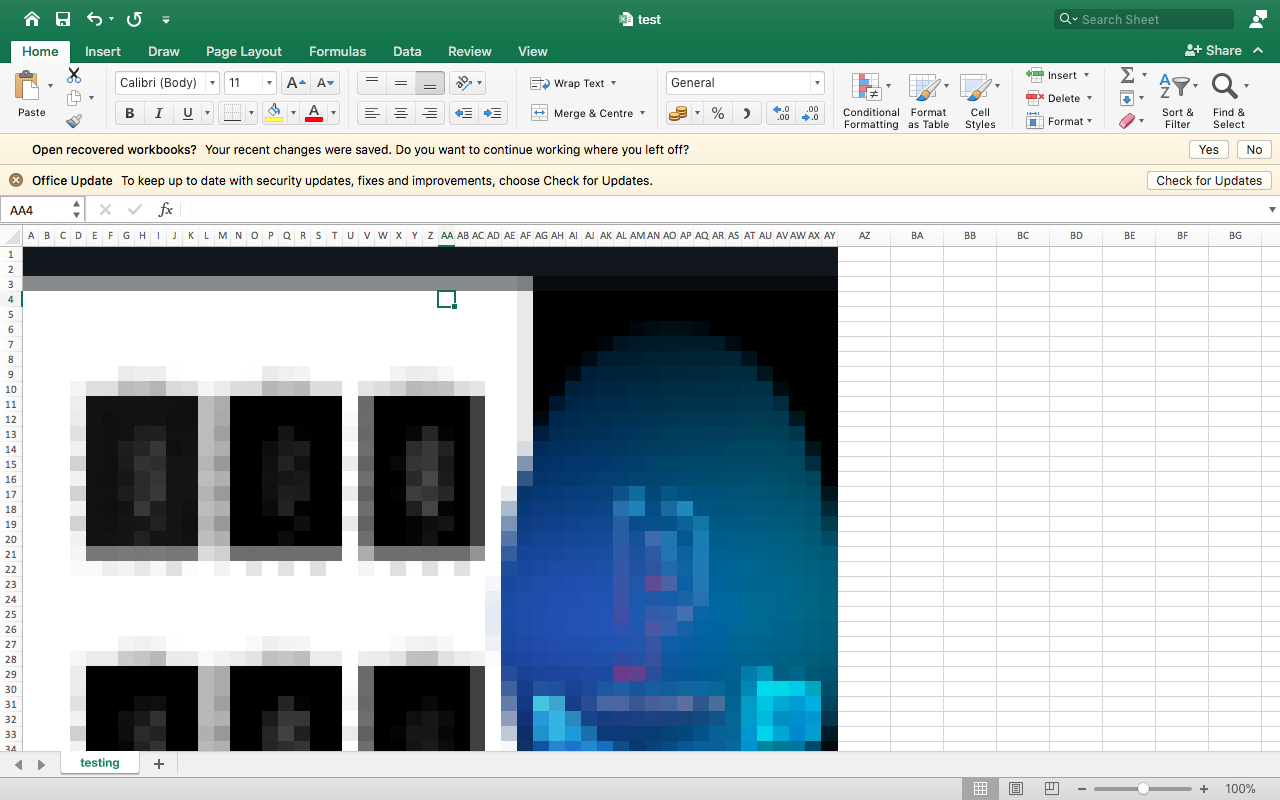 test
Search Sheet
Home Insert Draw Page Layout Formulas Data Review View
Share
Paste
Calibri (Body) 11
Wrap Text
Merge & Centre
General
Conditional Formatting
Format as Table
Cell Styles
Insert
Delete
Format
Sort & Filter
Find & Select
Open recovered workbooks? Your recent changes were saved. Do you want to continue working where you left off?
Yes No
Office Update To keep up to date with security updates, fixes and improvements, choose Check for Updates.
Check for Updates
AA4
fx
A B C D E F G H I J K L M N O P Q R S T U V W X Y Z AA AB AC AD AE AF AG AH AI AJ AK AL AM AN AO AP AQ AR AS AT AU AV AW AX AY AZ BA BB BC BD BE BF BG
1
2
3
4
5
6
7
8
9
10
11
12
13
14
15
16
17
18
19
20
21
22
23
24
25
26
27
28
29
30
31
32
33
34
testing
100%